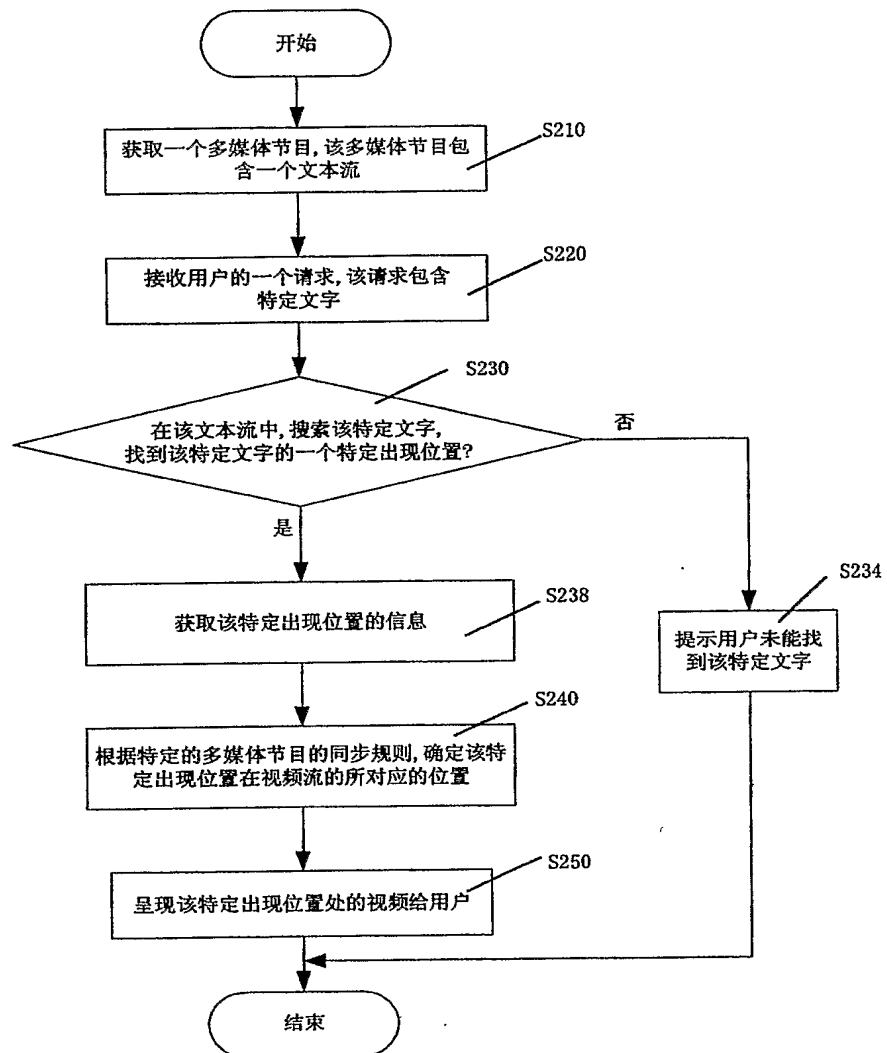 开始
S210
获取一个多媒体节目,该多媒体节目包
含一个文本流
S220
接收用户的一个请求,该请求包含
特定文字
S230
在该文本流中,搜索该特定文字,
找到该特定文字的一个特定出现位置?
否
是
S238
获取该特定出现位置的信息
S234
提示用户未能找
到该特定文字
S240
根据特定的多媒体节目的同步规则,确定该特
定出现位置在视频流的所对应的位置
S250
呈现该特定出现位置处的视频给用户
结束